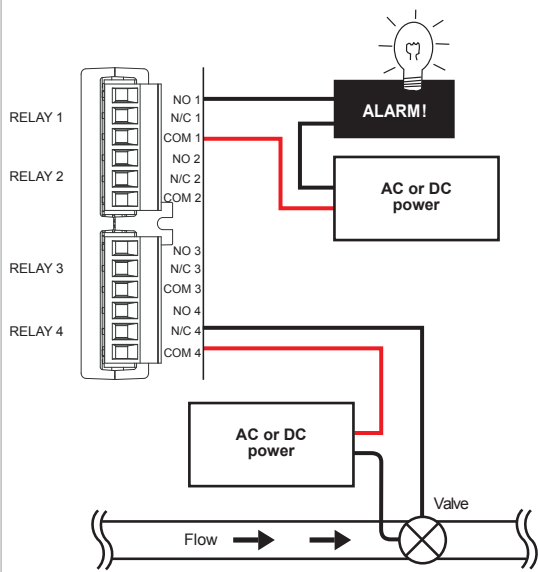 RELAY 1
NO 1
N/C 1
COM 1
RELAY 2
NO 2
N/C 2
COM 2
RELAY 3
NO 3
N/C 3
COM 3
RELAY 4
NO 4
N/C 4
COM 4
ALARM!
AC or DC
power
AC or DC
power
Valve
Flow